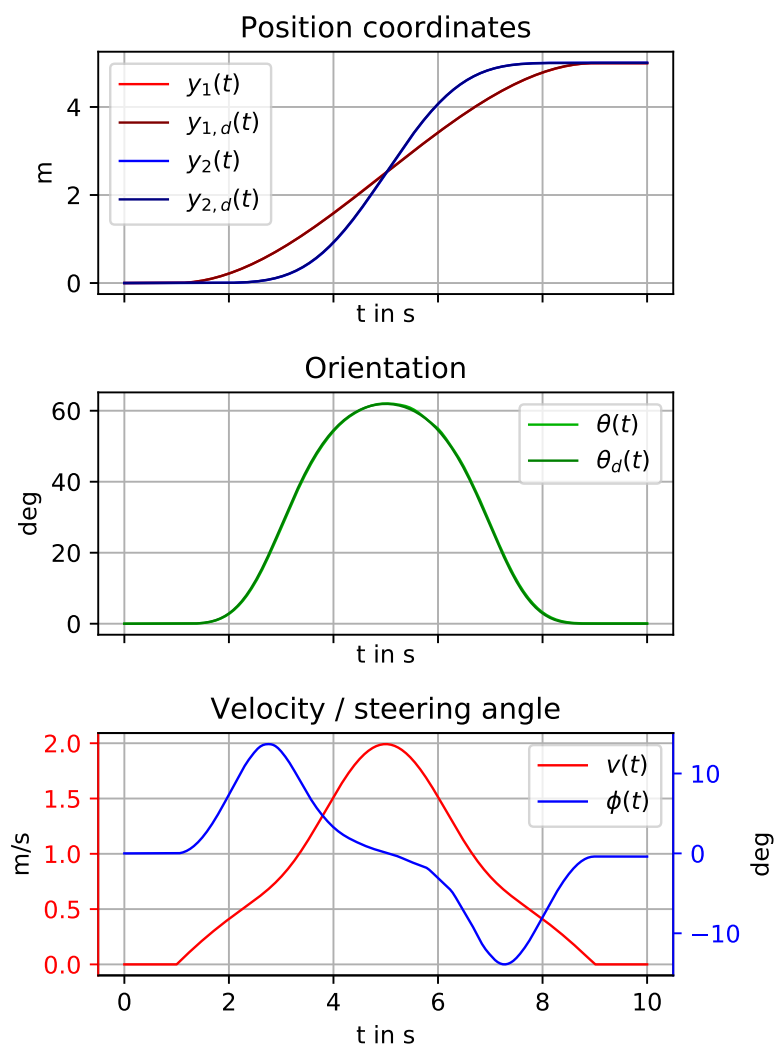 Position coordinates
y₁(t)
y₁,d(t)
y₂(t)
y₂,d(t)
4
2
0
m
t in s
Orientation
θ(t)
θd(t)
60
40
20
0
deg
t in s
Velocity / steering angle
v(t)
ϕ(t)
2.0
1.5
1.0
0.5
0.0
m/s
10
0
−10
deg
0 2 4 6 8 10
t in s